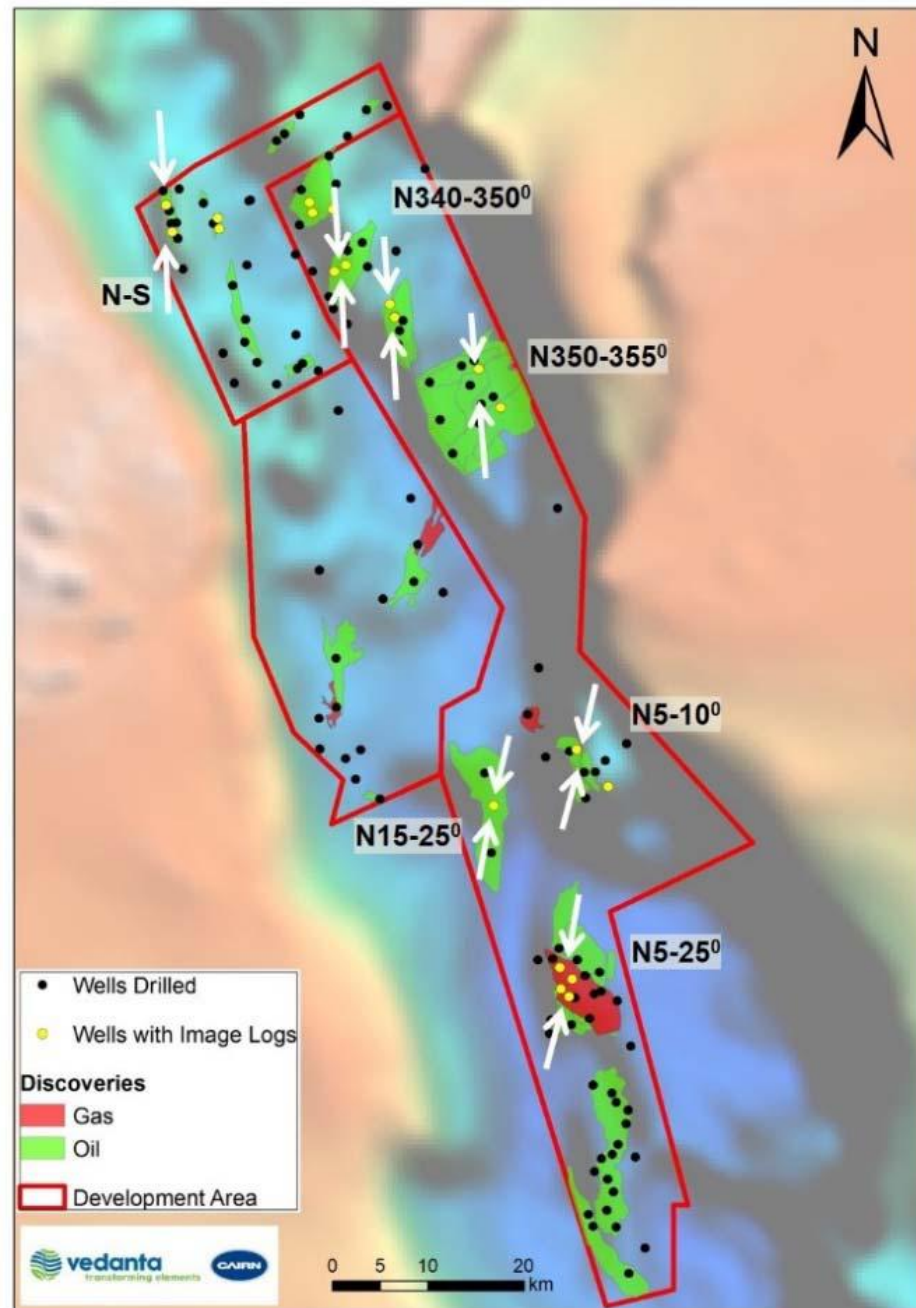 N
N340-350⁰
N-S
N350-355⁰
N5-10⁰
N15-25⁰
N5-25⁰
Wells Drilled
Wells with Image Logs
Discoveries
Gas
Oil
Development Area
vedanta
transforming elements
CAIRN
0 5 10 20
km